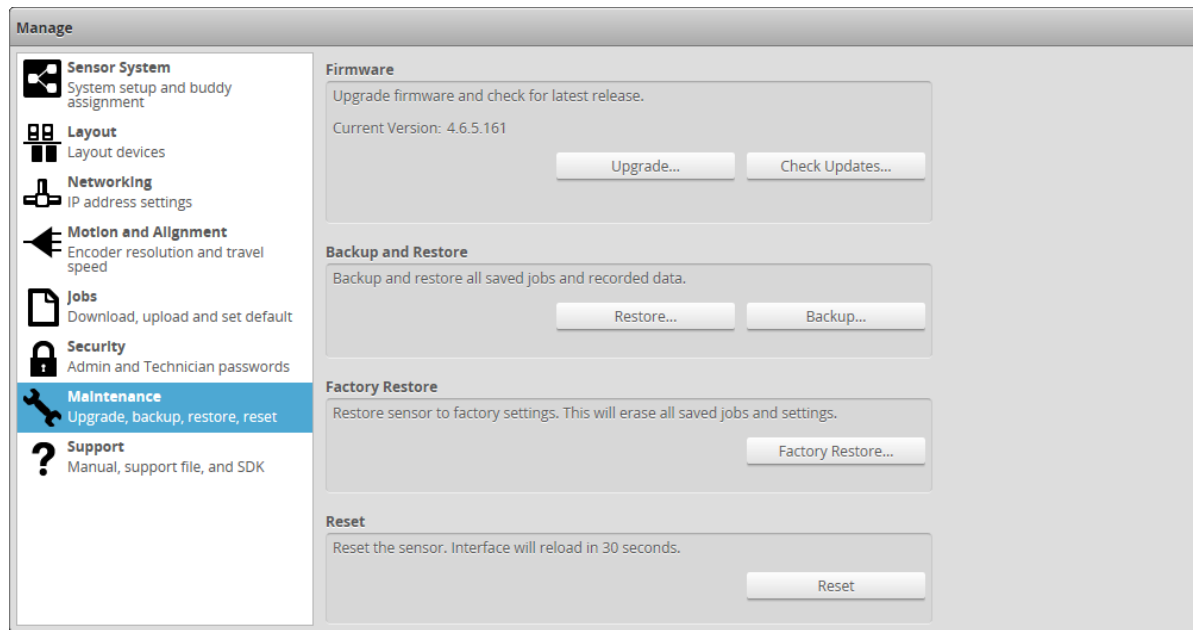 Manage
Sensor System
System setup and buddy
assignment
Layout
Layout devices
Networking
IP address settings
Motion and Alignment
Encoder resolution and travel
speed
Jobs
Download, upload and set default
Security
Admin and Technician passwords
Maintenance
Upgrade, backup, restore, reset
Support
Manual, support file, and SDK
Firmware
Upgrade firmware and check for latest release.
Current Version: 4.6.5.161
Upgrade... Check Updates...
Backup and Restore
Backup and restore all saved jobs and recorded data.
Restore... Backup...
Factory Restore
Restore sensor to factory settings. This will erase all saved jobs and settings.
Factory Restore...
Reset
Reset the sensor. Interface will reload in 30 seconds.
Reset